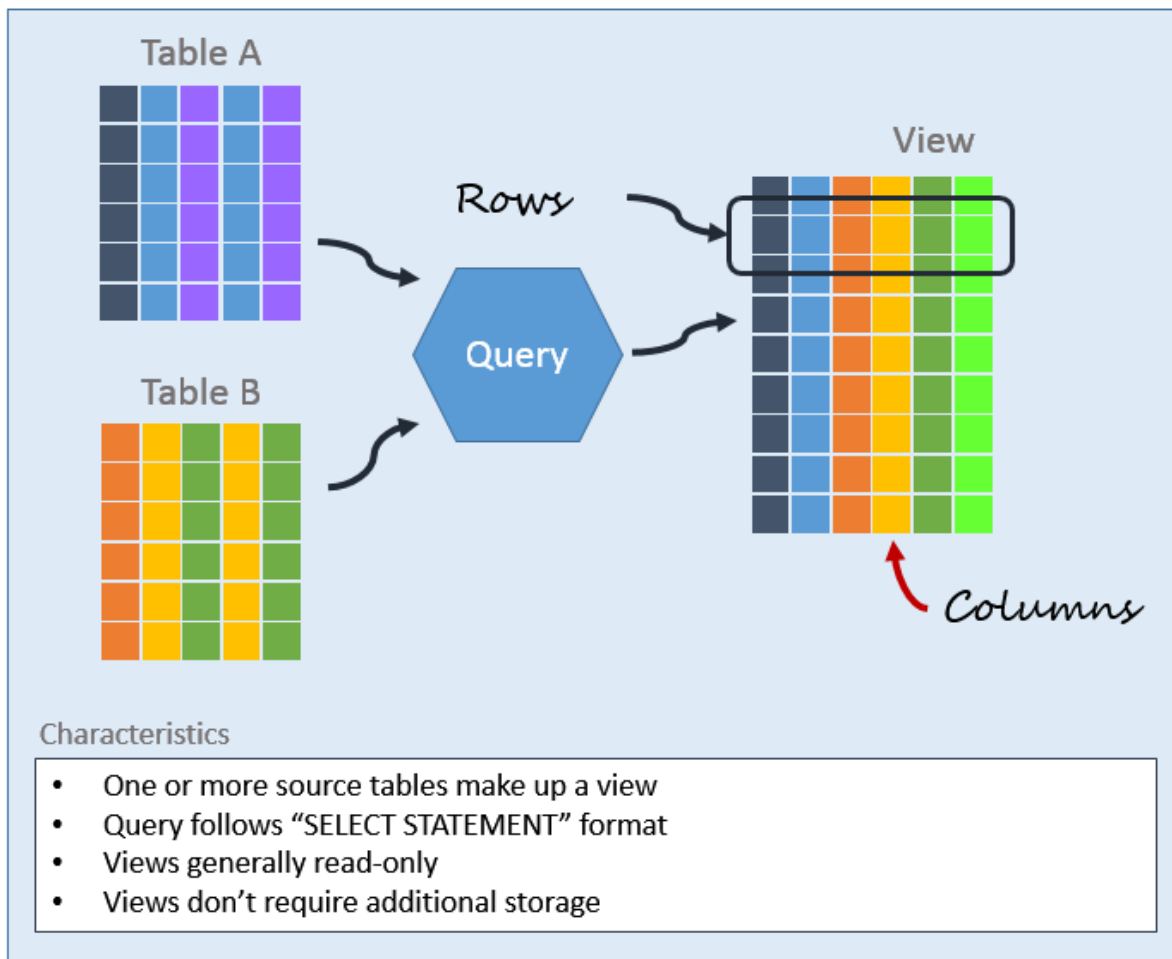 Table A
View
Rows
Query
Table B
Columns
Characteristics
• One or more source tables make up a view
• Query follows “SELECT STATEMENT” format
• Views generally read-only
• Views don’t require additional storage